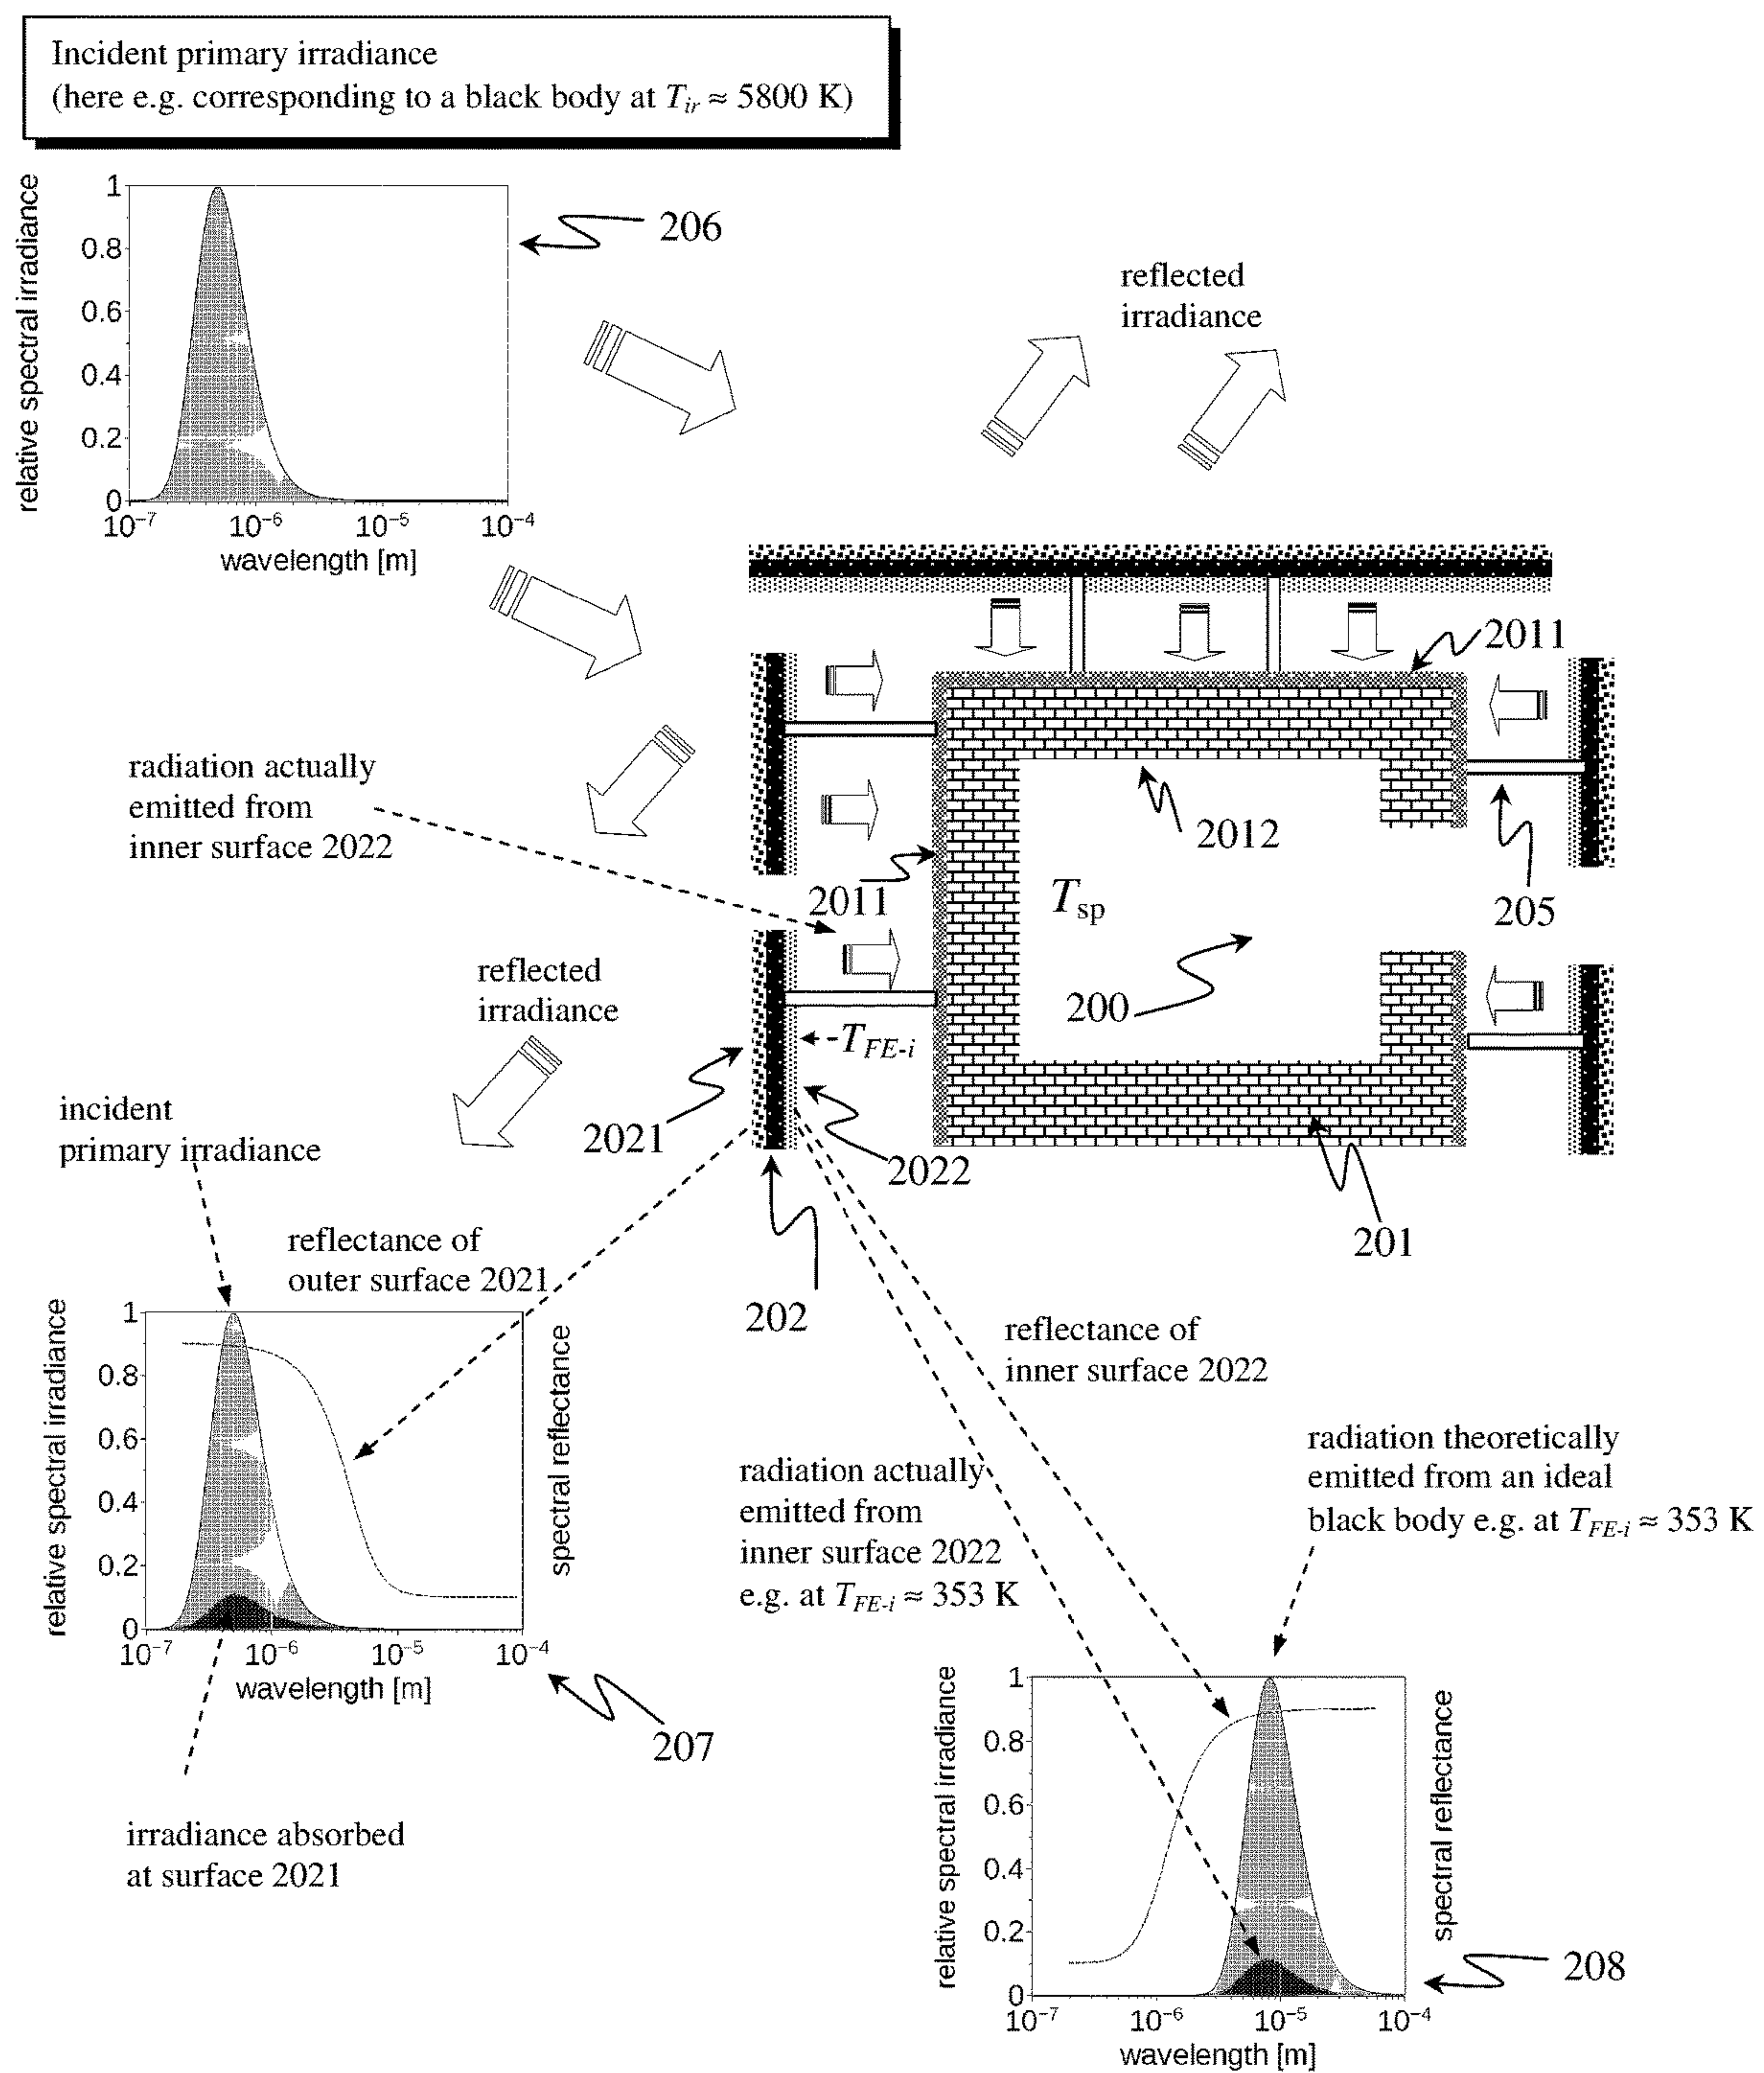 Incident primary irradiance
(here e.g. corresponding to a black body at T_ir ≈ 5800 K)
relative spectral irradiance
1
0.8
0.6
0.4
0.2
0
10⁻⁷ 10⁻⁶ 10⁻⁵ 10⁻⁴
wavelength [m]
206
reflected
irradiance
2011
radiation actually
emitted from
inner surface 2022
2012
2011
T_sp
205
200
reflected
irradiance
T_FE-i
2021
2022
201
202
incident
primary irradiance
reflectance of
outer surface 2021
relative spectral irradiance
1
0.8
0.6
0.4
0.2
0
10⁻⁷ 10⁻⁶ 10⁻⁵ 10⁻⁴
wavelength [m]
spectral reflectance
207
irradiance absorbed
at surface 2021
reflectance of
inner surface 2022
radiation actually
emitted from
inner surface 2022
e.g. at T_FE-i ≈ 353 K
radiation theoretically
emitted from an ideal
black body e.g. at T_FE-i ≈ 353 K
relative spectral irradiance
1
0.8
0.6
0.4
0.2
0
10⁻⁷ 10⁻⁶ 10⁻⁵ 10⁻⁴
wavelength [m]
spectral reflectance
208